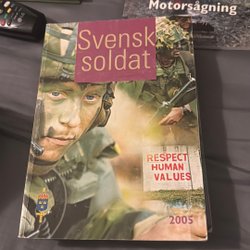 Motorsågning
Svensk
soldat
RESPECT
HUMAN
VALUES
2005